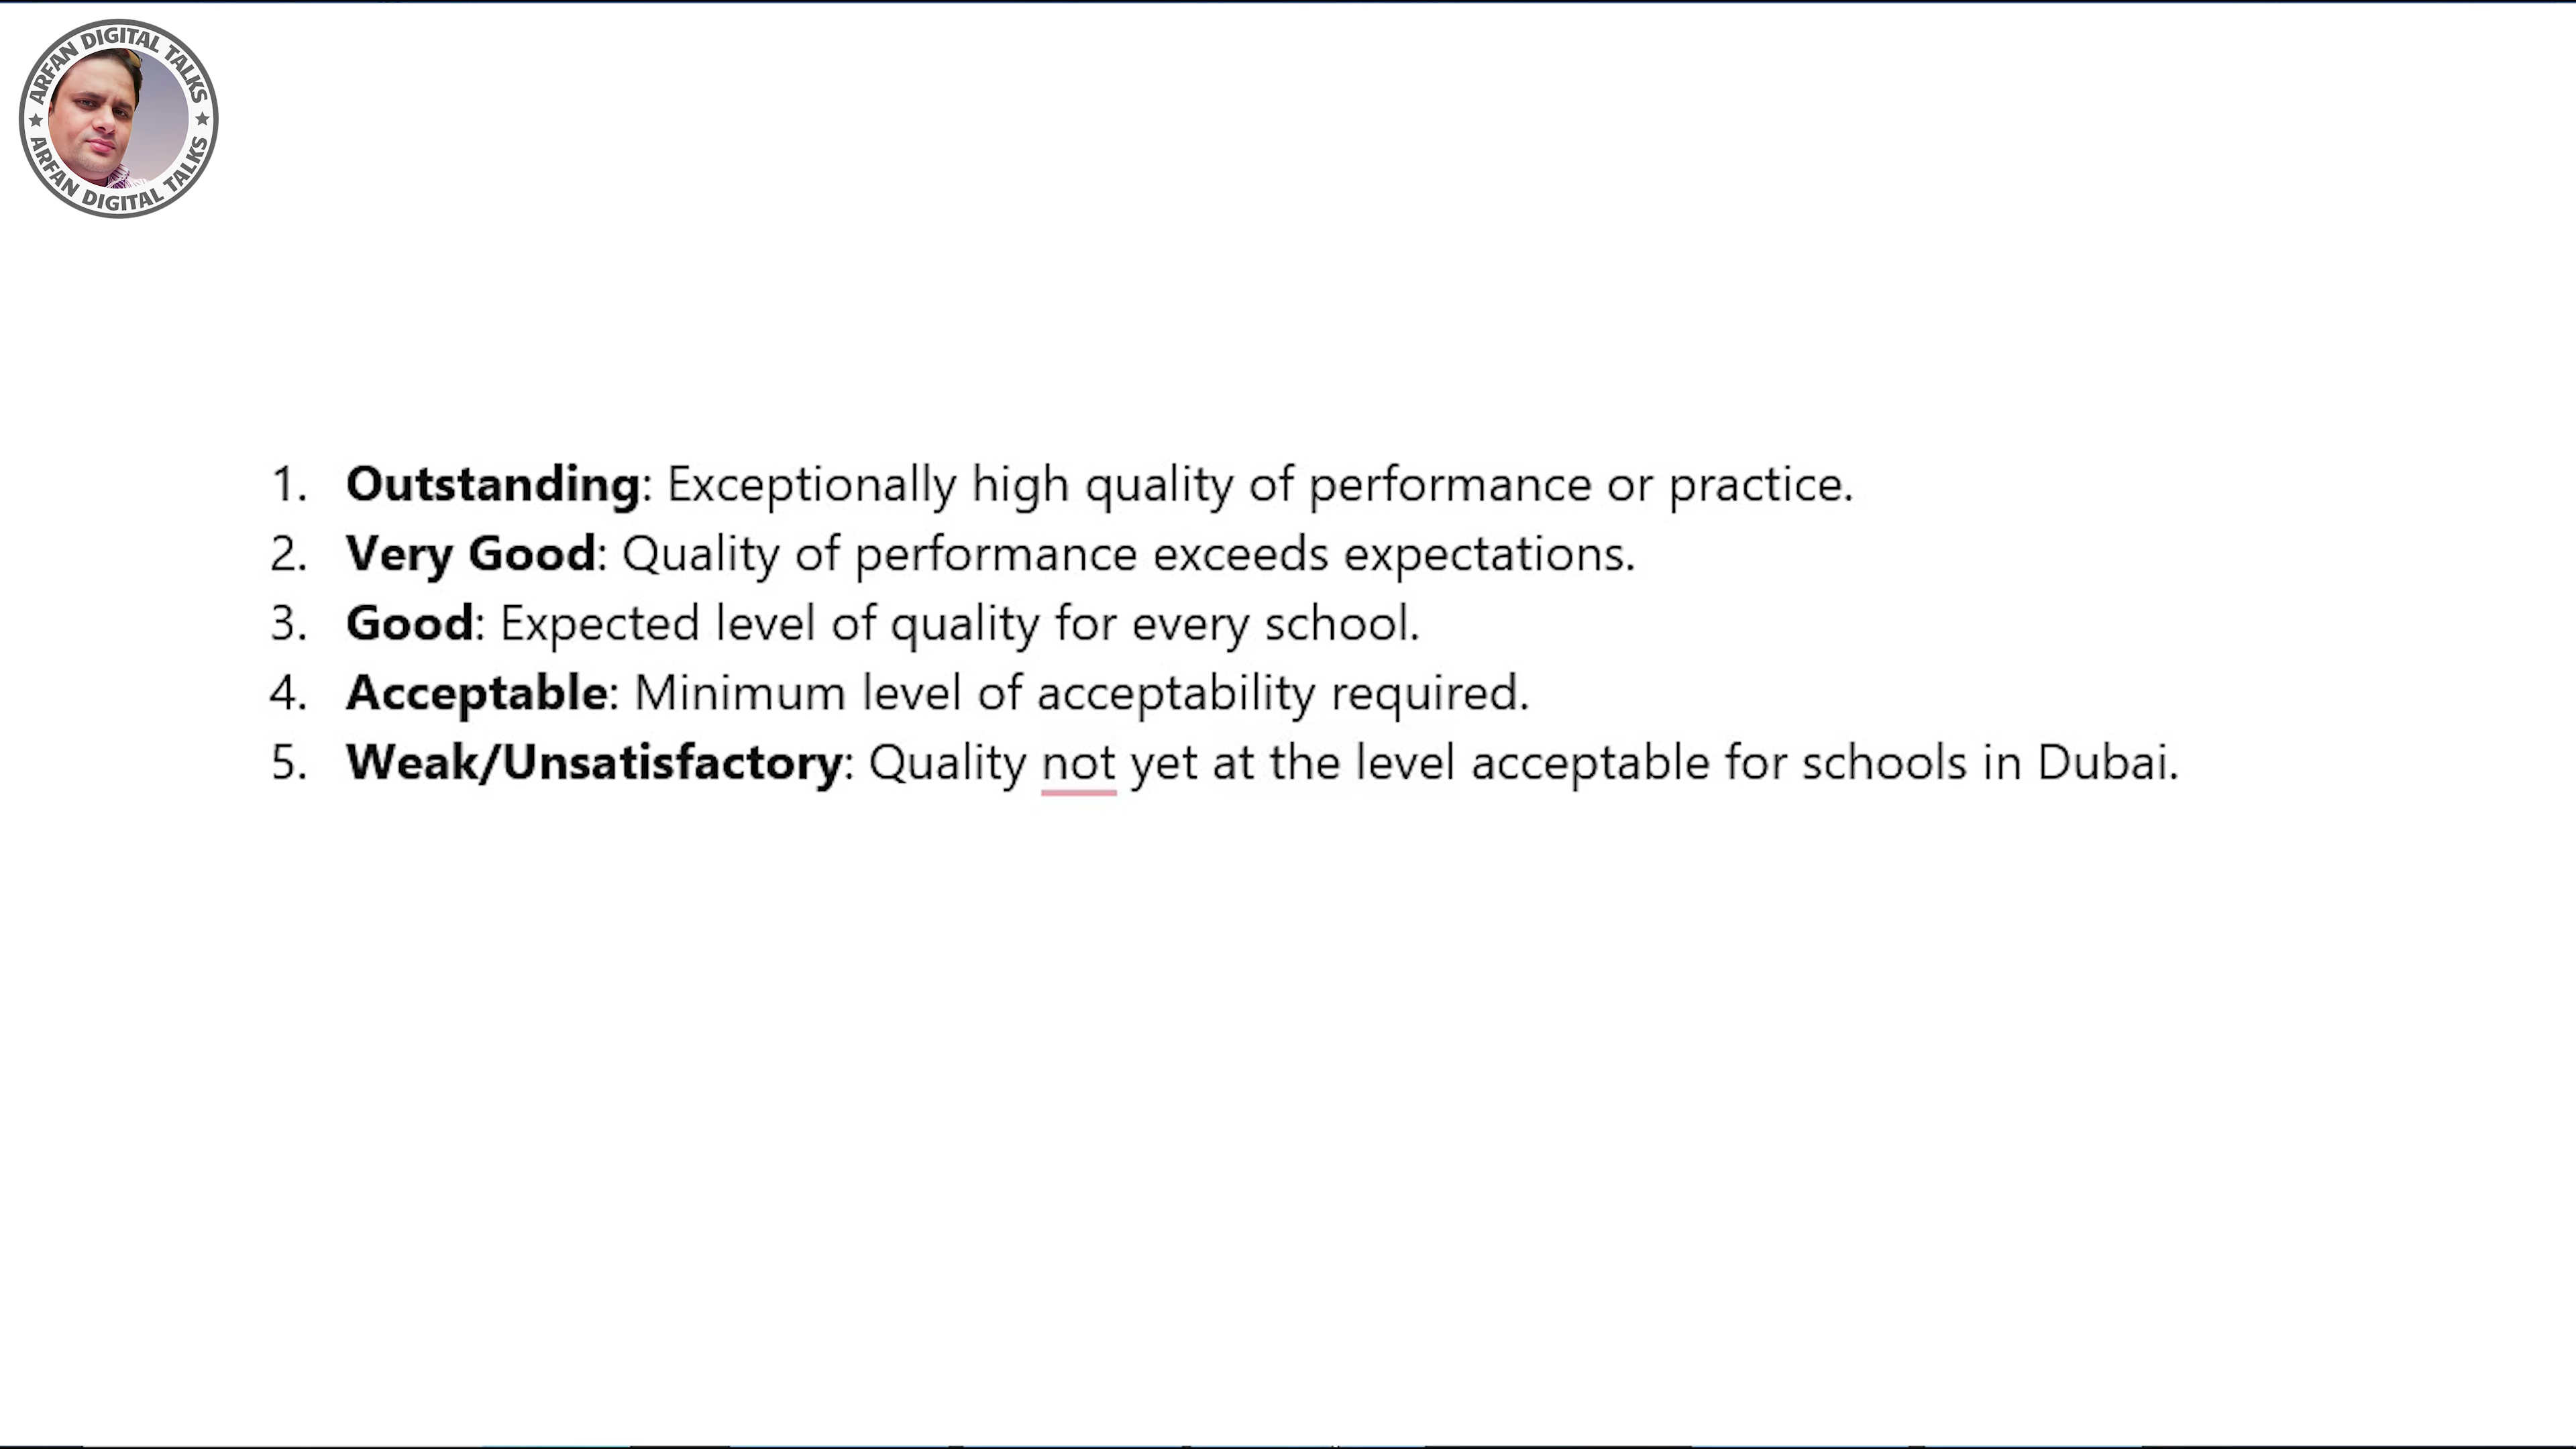 ARFAN DIGITAL TALKS
ARFAN DIGITAL TALKS
1. Outstanding: Exceptionally high quality of performance or practice.
2. Very Good: Quality of performance exceeds expectations.
3. Good: Expected level of quality for every school.
4. Acceptable: Minimum level of acceptability required.
5. Weak/Unsatisfactory: Quality not yet at the level acceptable for schools in Dubai.